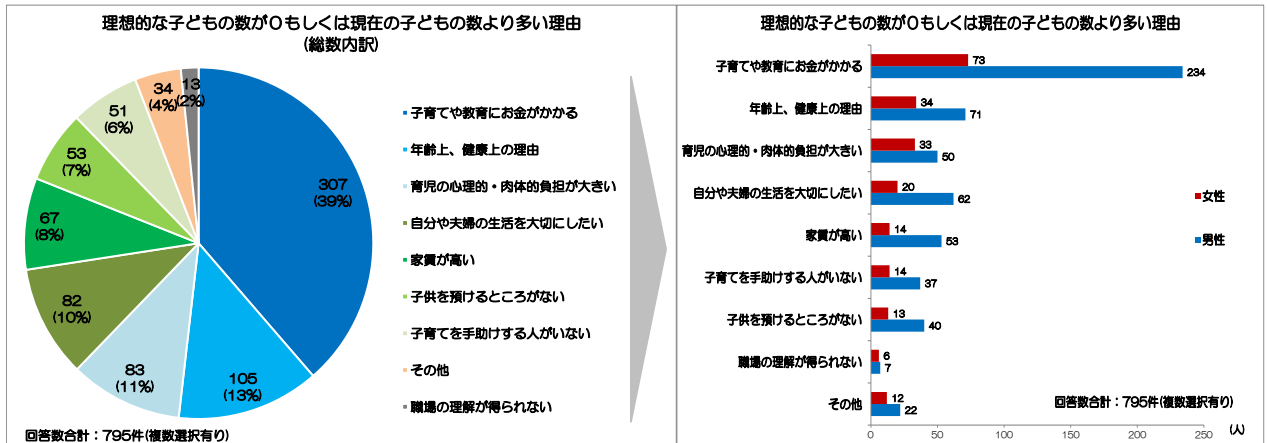 理想的な子どもの数が0もしくは現在の子どもの数より多い理由
(総数内訳)
307
(39%)
105
(13%)
83
(11%)
82
(10%)
67
(8%)
53
(7%)
51
(6%)
34
(4%)
13
(2%)
子育てや教育にお金がかかる
年齢上、健康上の理由
育児の心理的・肉体的負担が大きい
自分や夫婦の生活を大切にしたい
家賃が高い
子供を預けるところがない
子育てを手助けする人がいない
その他
職場の理解が得られない
回答数合計：795件(複数選択有り)
理想的な子どもの数が0もしくは現在の子どもの数より多い理由
子育てや教育にお金がかかる
73
234
年齢上、健康上の理由
34
71
育児の心理的・肉体的負担が大きい
33
50
自分や夫婦の生活を大切にしたい
20
62
家賃が高い
14
53
子育てを手助けする人がいない
14
37
子供を預けるところがない
13
40
職場の理解が得られない
6
7
その他
12
22
女性
男性
回答数合計：795件(複数選択有り)
0
50
100
150
200
250
(人)